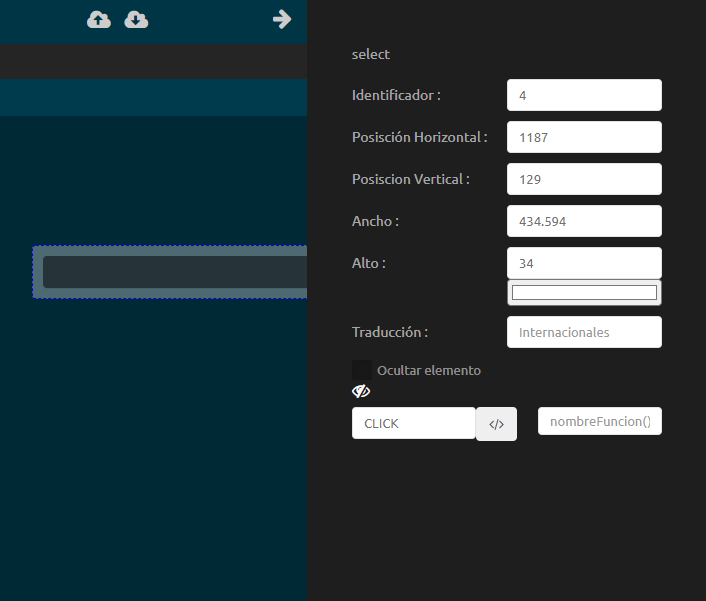 select
Identificador : 4
Posisción Horizontal : 1187
Posiscion Vertical : 129
Ancho : 434.594
Alto : 34
Traducción : Internacionales
Ocultar elemento
CLICK </> nombreFuncion()